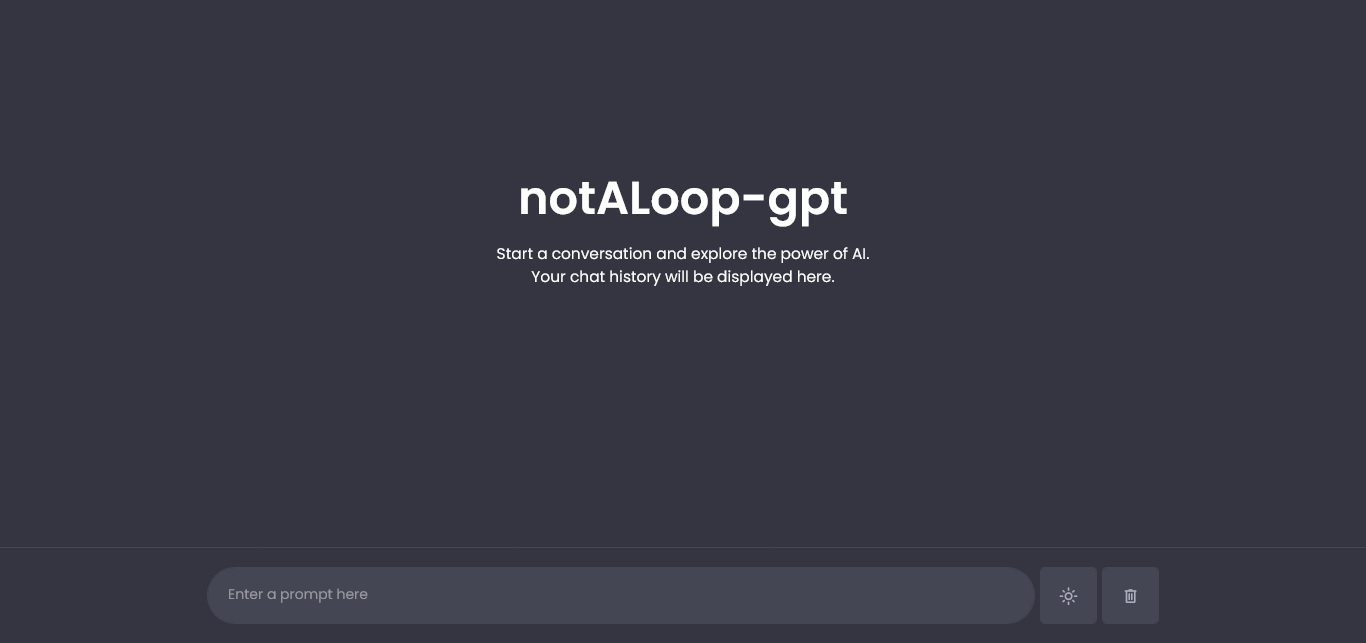 notALoop-gpt
Start a conversation and explore the power of AI.
Your chat history will be displayed here.
Enter a prompt here